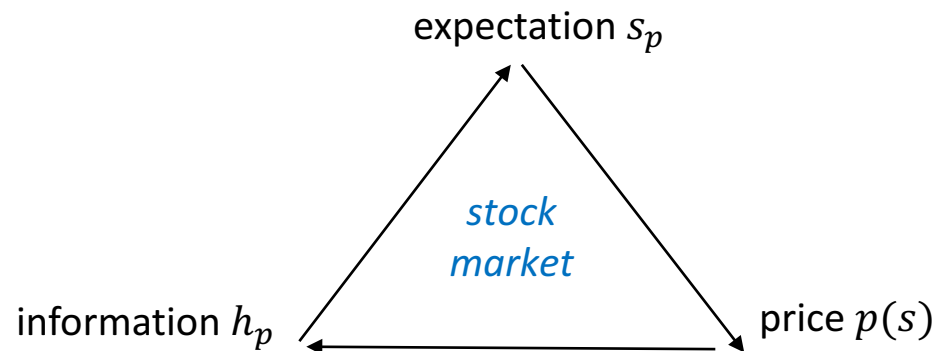 expectation $s_p$
stock
market
information $h_p$
price $p(s)$